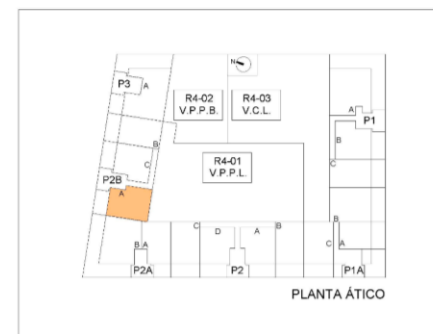 N
P3
A
R4-02
V.P.P.B.
R4-03
V.C.L.
A
P1
B
B
C
C
R4-01
V.P.P.L.
P2B
A
B
C
D
A
B
B
B
A
C
A
P2A
P2
P1A
PLANTA ÁTICO